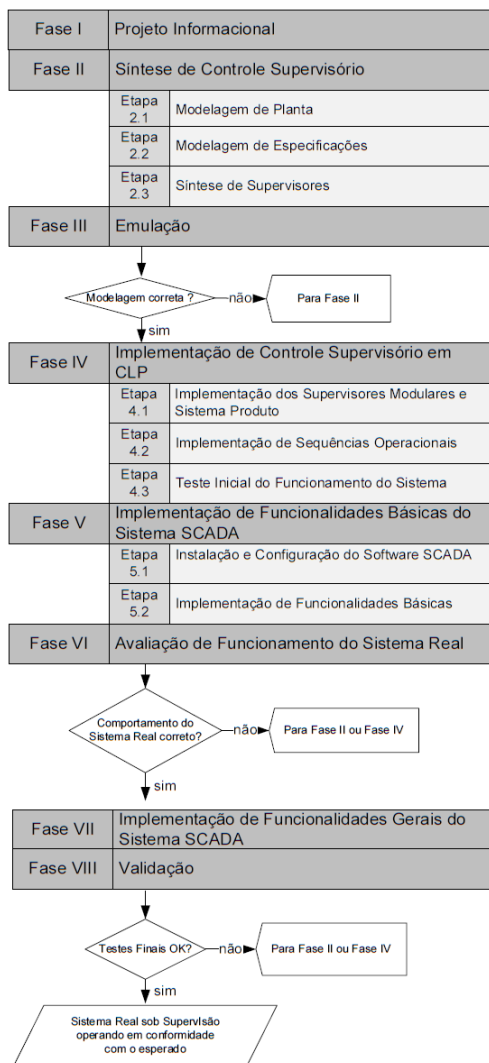 Fase I
Projeto Informacional
Fase II
Síntese de Controle Supervisório
Etapa
2.1
Modelagem de Planta
Etapa
2.2
Modelagem de Especificações
Etapa
2.3
Síntese de Supervisores
Fase III
Emulação
Modelagem correta ?
não
Para Fase II
sim
Fase IV
Implementação de Controle Supervisório em
CLP
Etapa
4.1
Implementação dos Supervisores Modulares e
Sistema Produto
Etapa
4.2
Implementação de Sequências Operacionais
Etapa
4.3
Teste Inicial do Funcionamento do Sistema
Fase V
Implementação de Funcionalidades Básicas do
Sistema SCADA
Etapa
5.1
Instalação e Configuração do Software SCADA
Etapa
5.2
Implementação de Funcionalidades Básicas
Fase VI
Avaliação de Funcionamento do Sistema Real
Comportamento do
Sistema Real correto?
não
Para Fase II ou Fase IV
sim
Fase VII
Implementação de Funcionalidades Gerais do
Sistema SCADA
Fase VIII
Validação
Testes Finais OK?
não
Para Fase II ou Fase IV
sim
Sistema Real sob SupervIsão
operando em conformidade
com o esperado